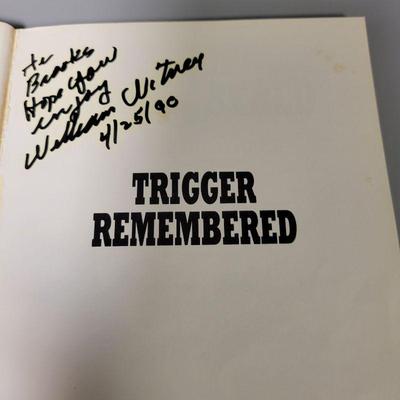 To
Brooks
Hope you
enjoy
William Witney
4/25/90
TRIGGER
REMEMBERED